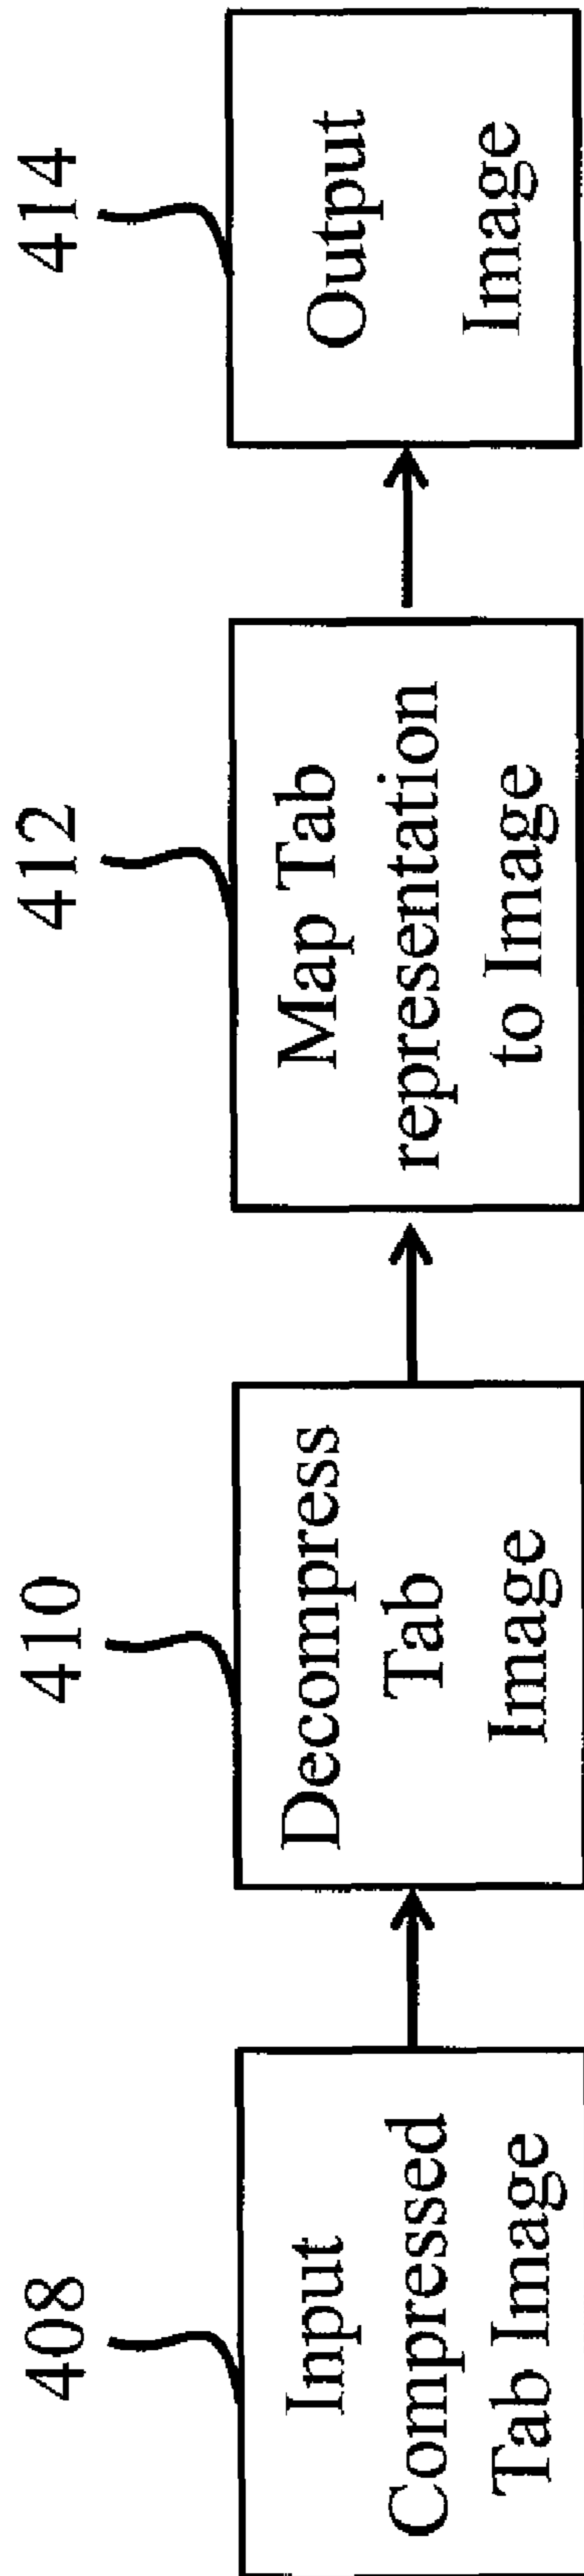 408
Input
Compressed
Tab Image
410
Decompress
Tab
Image
412
Map Tab
representation
to Image
414
Output
Image